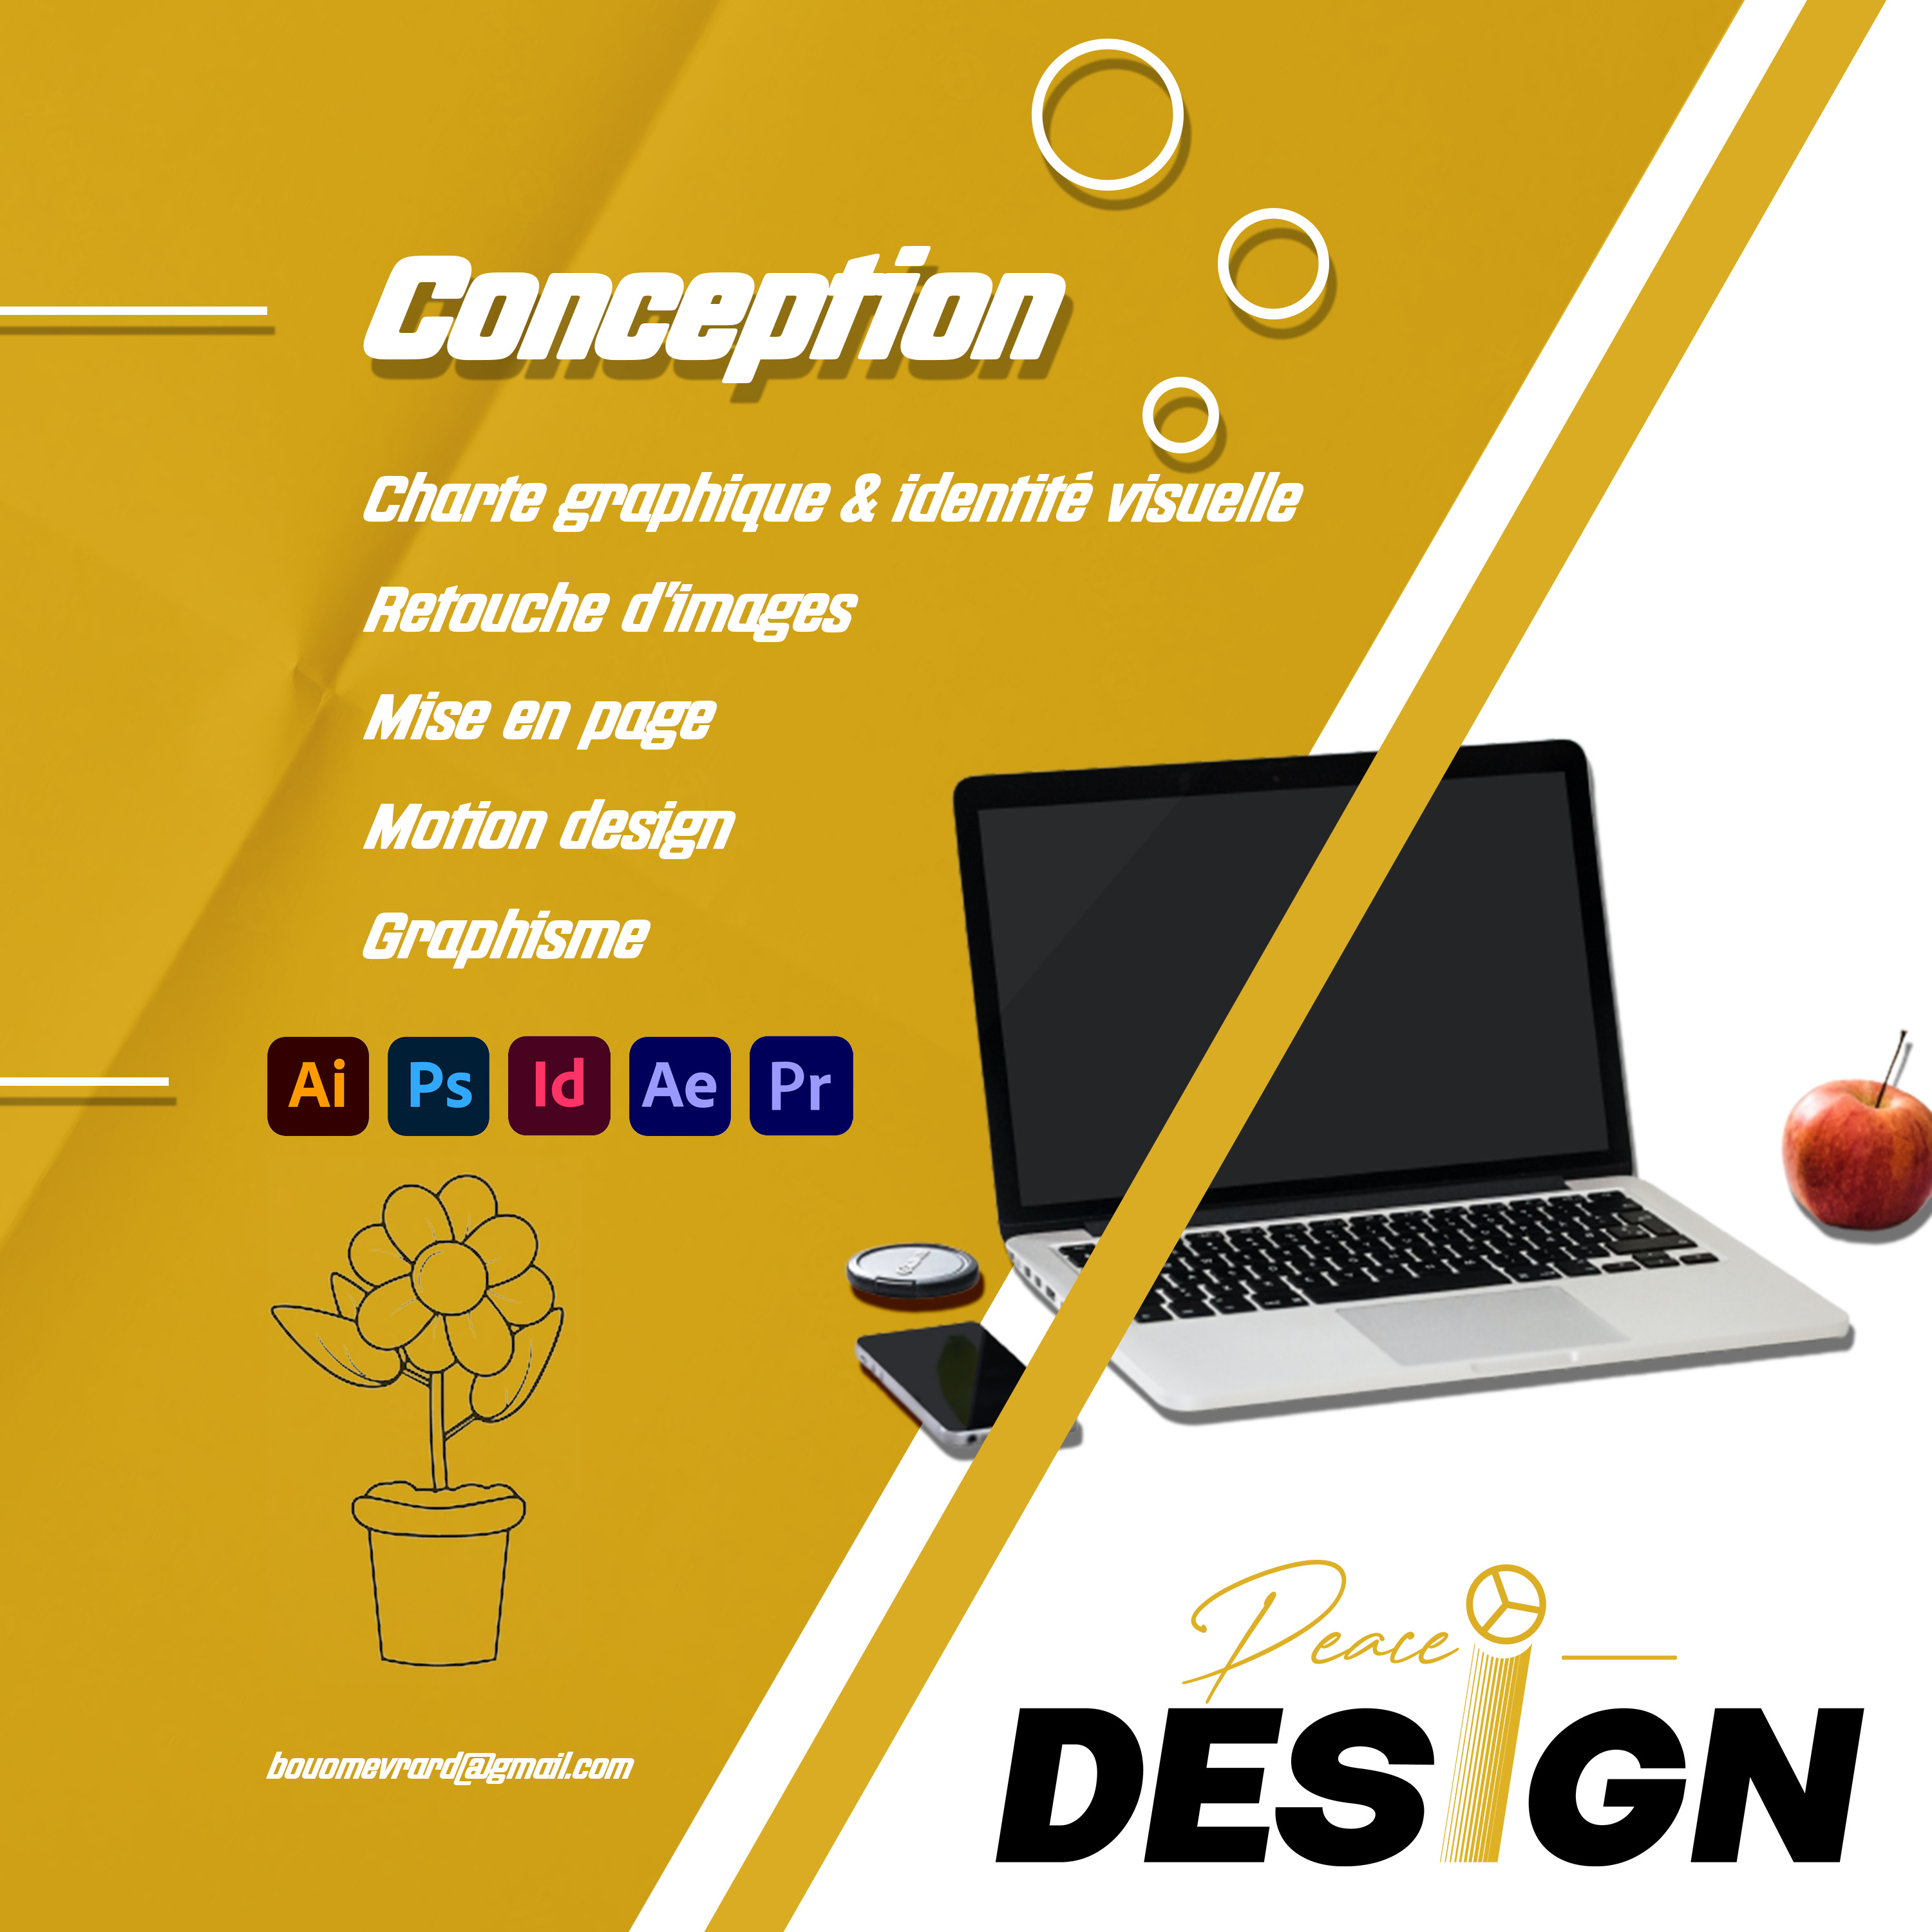 Conception
Charte graphique & identité visuelle
Retouche d'images
Mise en page
Motion design
Graphisme
Ai Ps Id Ae Pr
Peace
DESIGN
bouomevrard@gmail.com